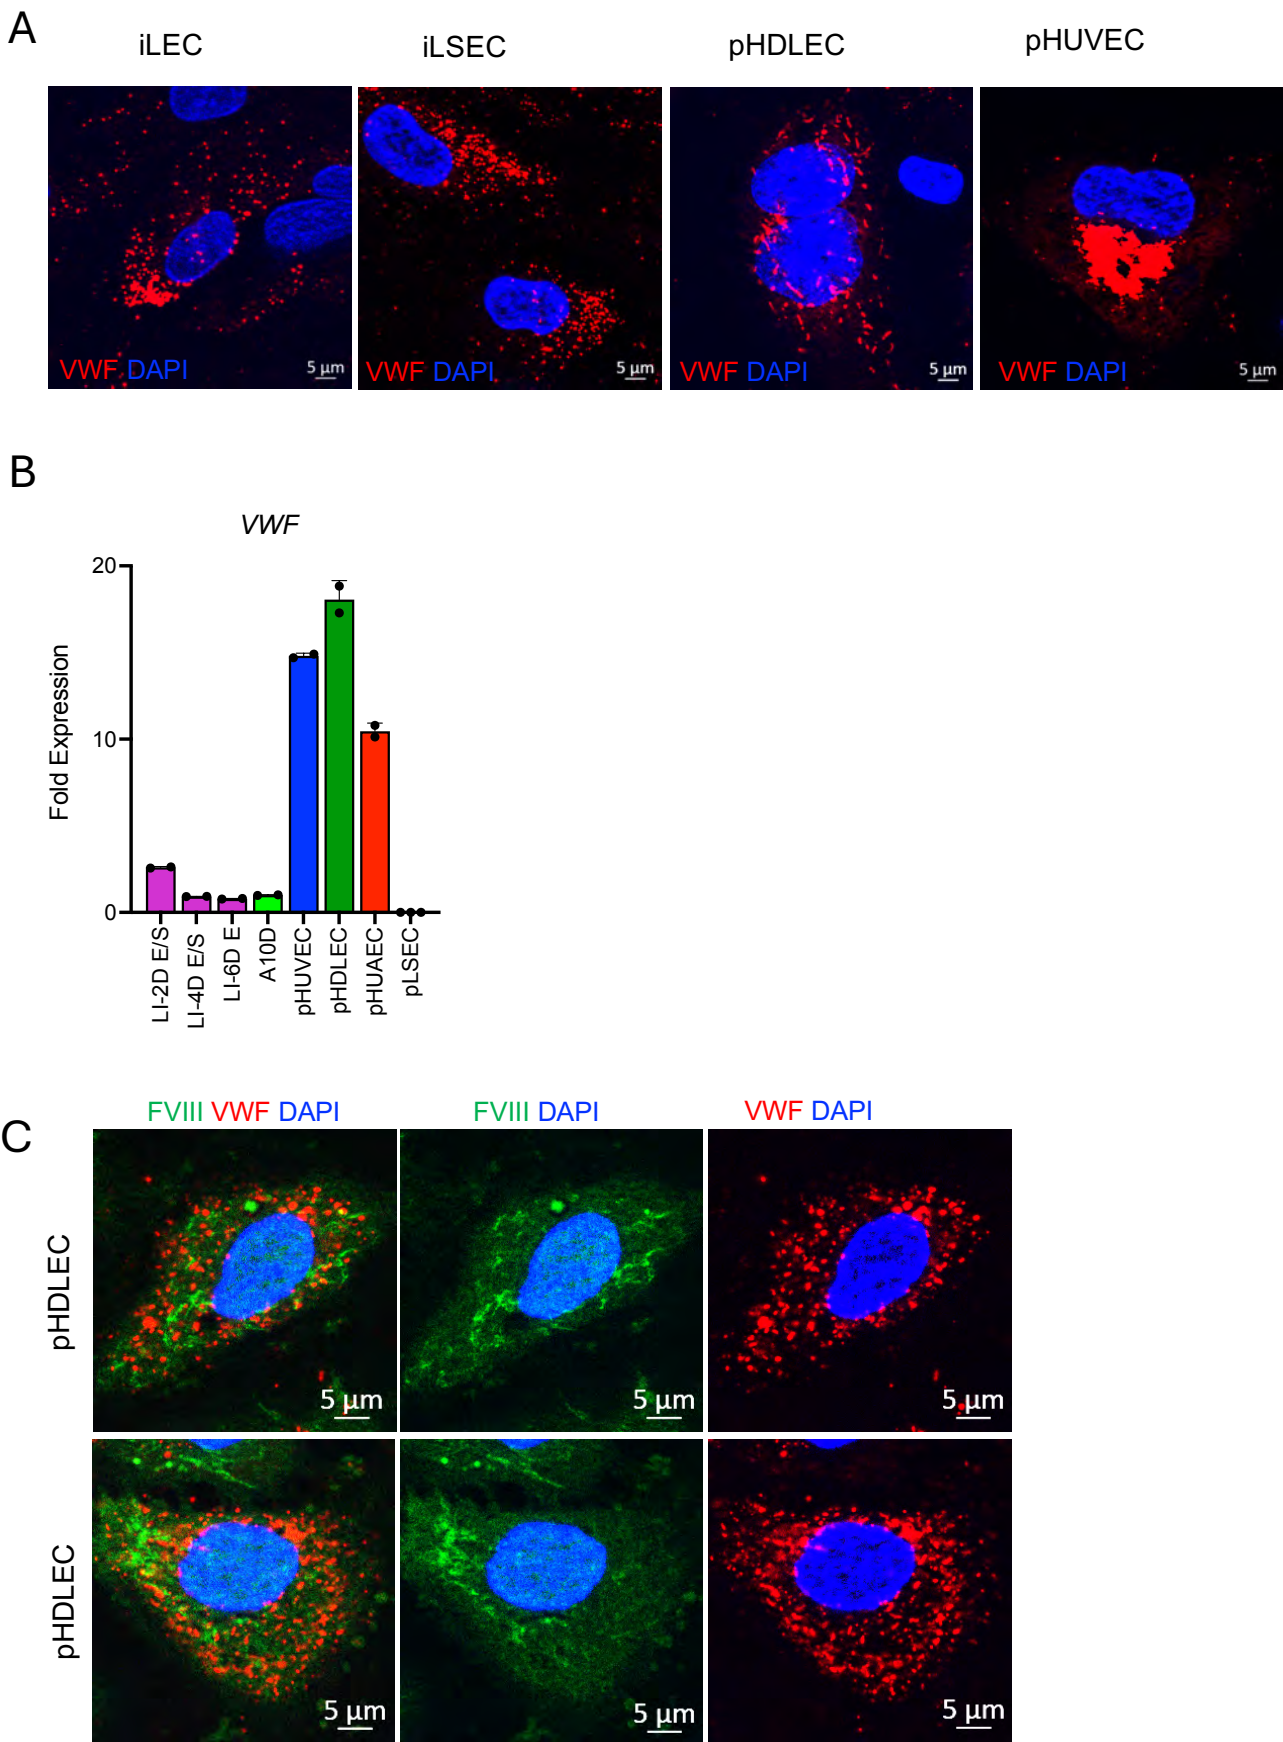 A
iLEC
iLSEC
pHDLEC
pHUVEC
VWF DAPI
5 µm
VWF DAPI
5 µm
VWF DAPI
5 µm
VWF DAPI
5 µm
B
VWF
Fold Expression
20
10
0
LI-2D E/S
LI-4D E/S
LI-6D E
A10D
pHUVEC
pHDLEC
pHUAEC
pLSEC
C
FVIII VWF DAPI
FVIII DAPI
VWF DAPI
pHDLEC
5 µm
5 µm
5 µm
pHDLEC
5 µm
5 µm
5 µm